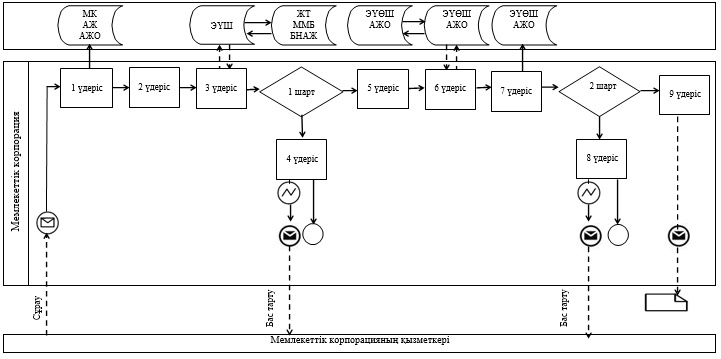 МК
АЖ
АЖО
ЭҮШ
ЖТ
ММБ
БНАЖ
ЭҮӨШ
АЖО
ЭҮӨШ
АЖО
ЭҮӨШ
АЖО
Мемлекеттік корпорация
1 үдеріс
2 үдеріс
3 үдеріс
1 шарт
5 үдеріс
6 үдеріс
7 үдеріс
2 шарт
9 үдеріс
4 үдеріс
8 үдеріс
Сұрау
Бас тарту
Бас тарту
Мемлекеттік корпорацияның қызметкері